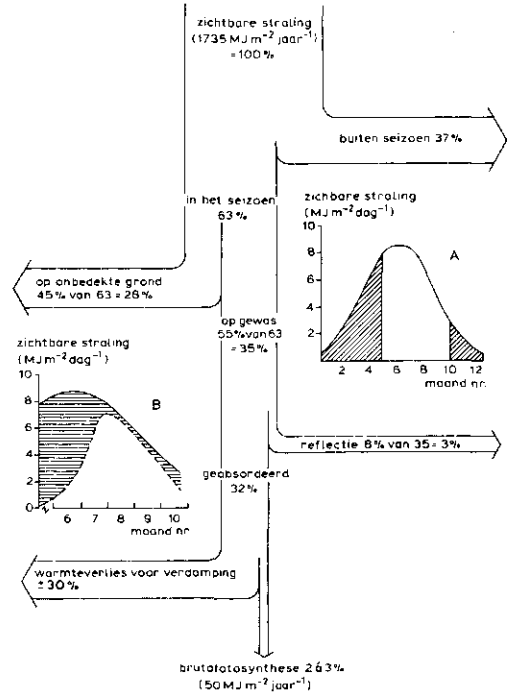 zichtbare straling
(1735 MJ m⁻² jaar⁻¹)
= 100 %
buiten seizoen 37%
in het seizoen
63 %
zichtbare straling
(MJ m⁻² dag⁻¹)
10
8
6
4
2
A
2 4 6 8 10 12
maand nr.
op onbedekte grond
45% van 63 = 28%
op gewas
55% van 63
= 35%
zichtbare straling
(MJ m⁻² dag⁻¹)
10
8
6
4
2
0
B
6 7 8 9 10
maand nr.
reflectie 8% van 35 = 3%
geabsordeerd
32%
warmteverlies voor verdamping
± 30 %
brutofotosynthese 2 á 3%
(50 MJ m⁻² jaar⁻¹)